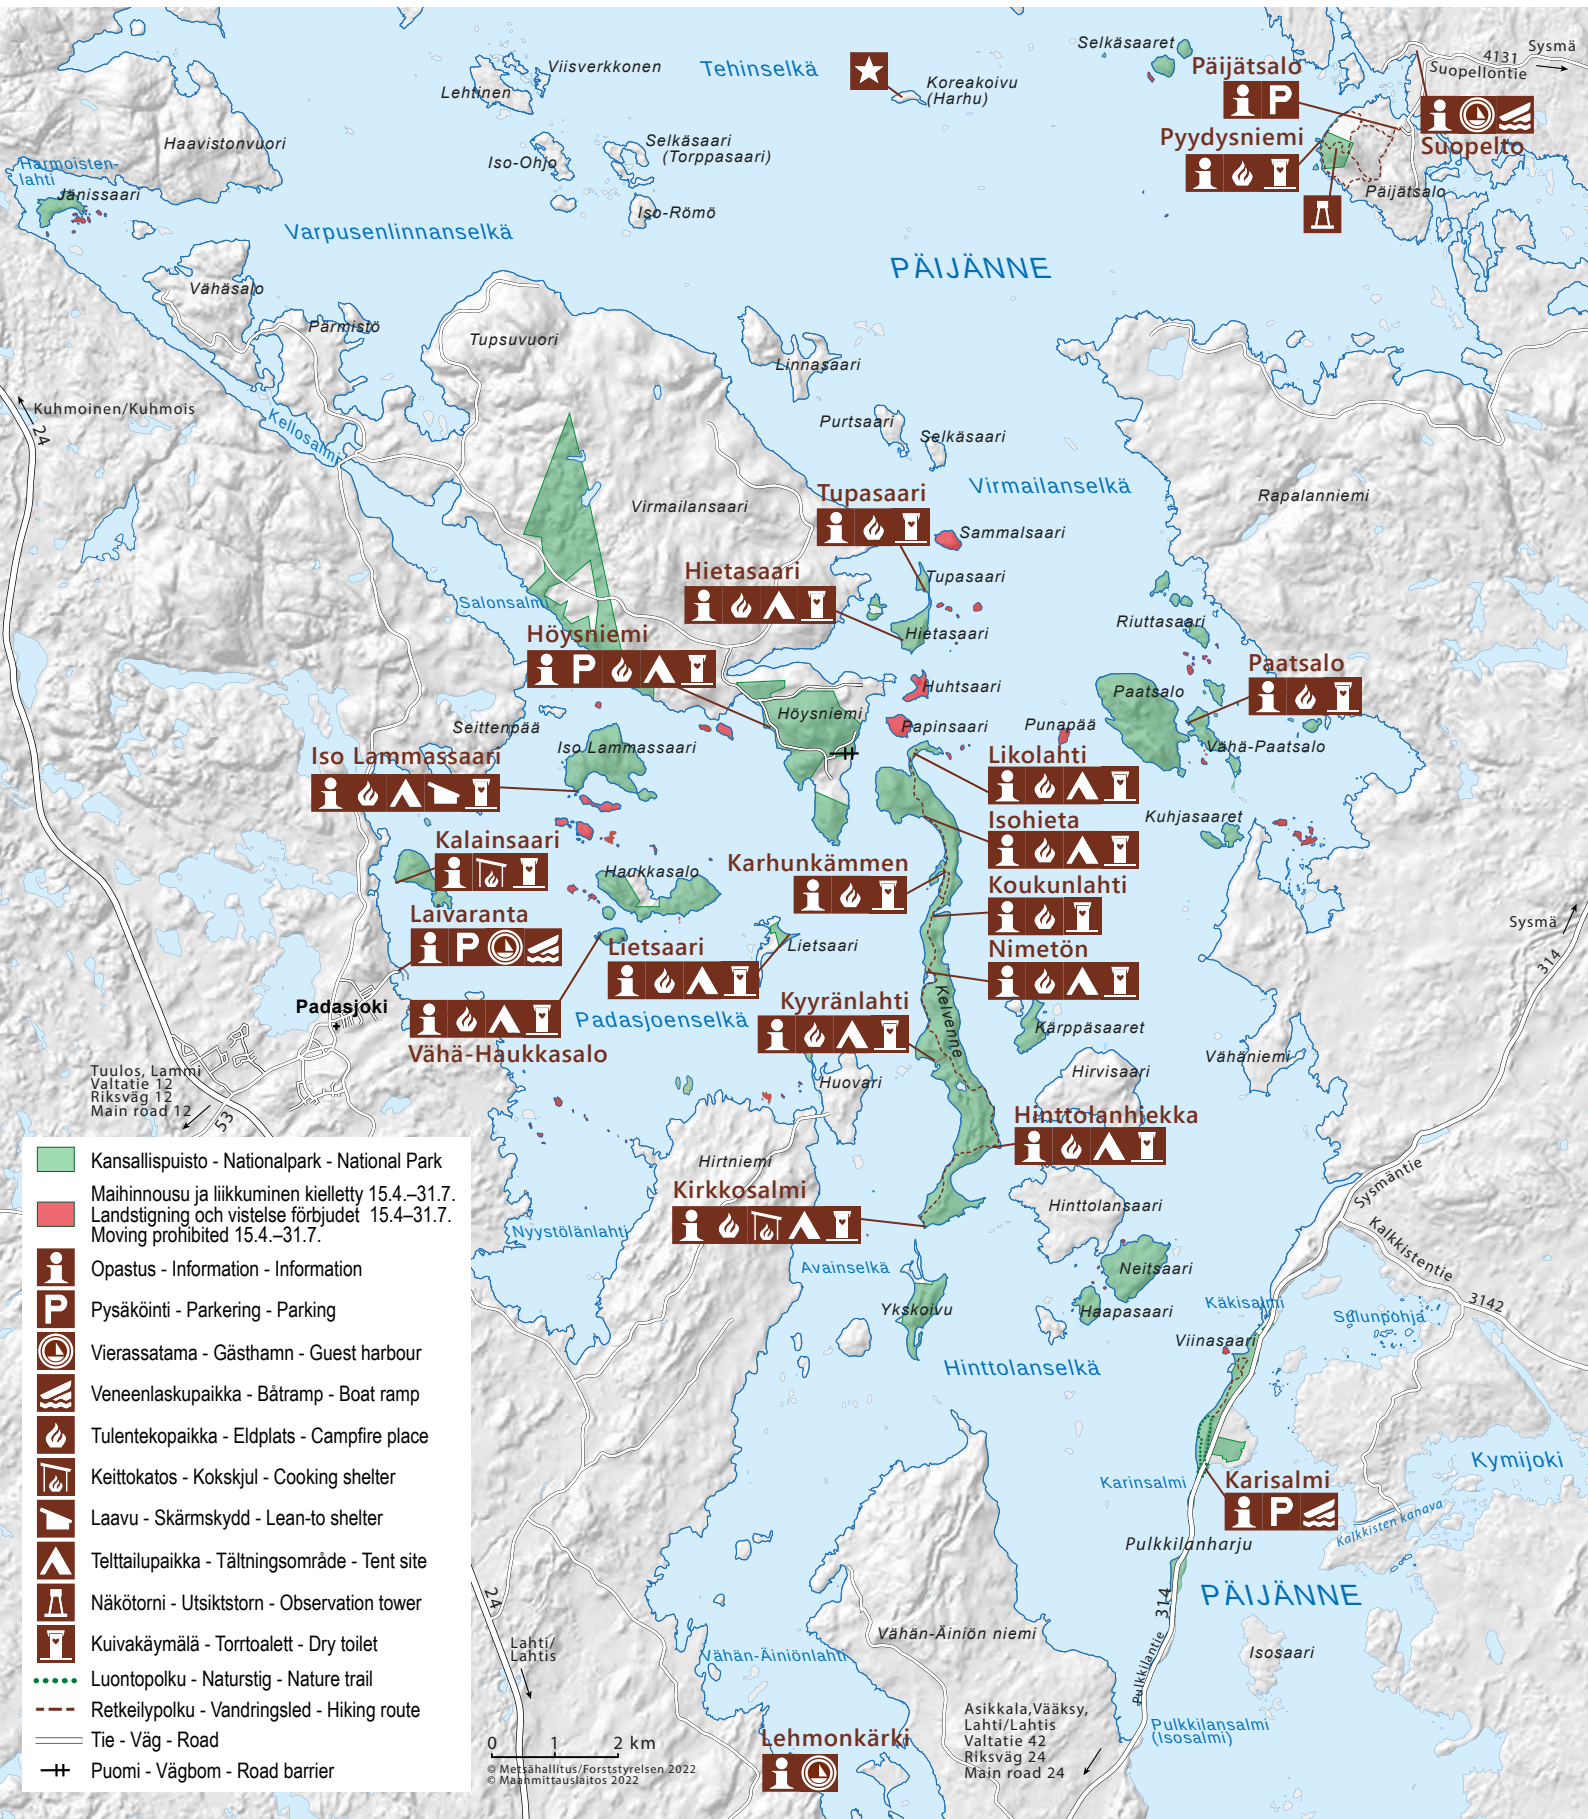 Selkäsaaret
4131
Sysmä
Suopellontie
Päijätsalo
P
Viisverkkonen
Tehinselkä
Koreakoivu
(Harhu)
Lehtinen
Suopelto
Pyydysniemi
Haavistonvuori
Selkäsaari
(Torppasaari)
Iso-Ohjo
Harmoisten-
lahti
Jänissaari
Päijätsalo
Iso-Römö
Varpusenlinnanselkä
PÄIJÄNNE
Vähäsalo
Pärmistö
Tupsuvuori
Linnasaari
Kuhmoinen/Kuhmois
24
Kellosalmi
Purtsaari
Selkäsaari
Virmailanselkä
Rapalanniemi
Tupasaari
Virmailansaari
Sammalsaari
Hietasaari
Tupasaari
Salonsalmi
Riuttasaari
Höysniemi
P
Hietasaari
Paatsalo
Huhtsaari
Paatsalo
Höysniemi
Seittenpää
Papinsaari
Punapää
Iso Lammassaari
Vähä-Paatsalo
Iso Lammassaari
Likolahti
Kuhjasaaret
Isohieta
Kalainsaari
Karhunkämmen
Haukkasalo
Koukunlahti
Laivaranta
P
Sysmä
314
Lietsaari
Lietsaari
Nimetön
Padasjoki
Kelvenne
Kyyränlahti
Padasjoenselkä
Kärppäsaaret
Vähä-Haukkasalo
Vähäniemi
Hirvisaari
Huovari
Tuulos, Lammi
Valtatie 12
Riksväg 12
Main road 12
53
Hinttolanhiekka
Hirtniemi
Sysmäntie
Kirkkosalmi
Hinttolansaari
Nyystölänlahti
Kalkkistentie
Avainselkä
Neitsaari
Ykskoivu
Haapasaari
Käkisalmi
3142
Sulunpohja
Viinasaari
Hinttolanselkä
Kymijoki
Karinsalmi
Karisalmi
P
Kalkkisten kanava
Pulkkilanharju
PÄIJÄNNE
314
Pulkkilantie
Vähän-Äiniön niemi
Isosaari
Vähän-Äiniönlahti
24
Lahti/
Lahtis
Asikkala,Vääksy,
Lahti/Lahtis
Valtatie 42
Riksväg 24
Main road 24
Pulkkilansalmi
(Isosalmi)
Lehmonkärki
0 1 2 km
© Metsähallitus/Forststyrelsen 2022
© Maanmittauslaitos 2022
Kansallispuisto - Nationalpark - National Park
Maihinnousu ja liikkuminen kielletty 15.4.–31.7.
Landstigning och vistelse förbjudet 15.4–31.7.
Moving prohibited 15.4.–31.7.
Opastus - Information - Information
P Pysäköinti - Parkering - Parking
Vierassatama - Gästhamn - Guest harbour
Veneenlaskupaikka - Båtramp - Boat ramp
Tulentekopaikka - Eldplats - Campfire place
Keittokatos - Kokskjul - Cooking shelter
Laavu - Skärmskydd - Lean-to shelter
Telttailupaikka - Tältningsområde - Tent site
Näkötorni - Utsiktstorn - Observation tower
Kuivakäymälä - Torrtoalett - Dry toilet
Luontopolku - Naturstig - Nature trail
Retkeilypolku - Vandringsled - Hiking route
Tie - Väg - Road
Puomi - Vägbom - Road barrier